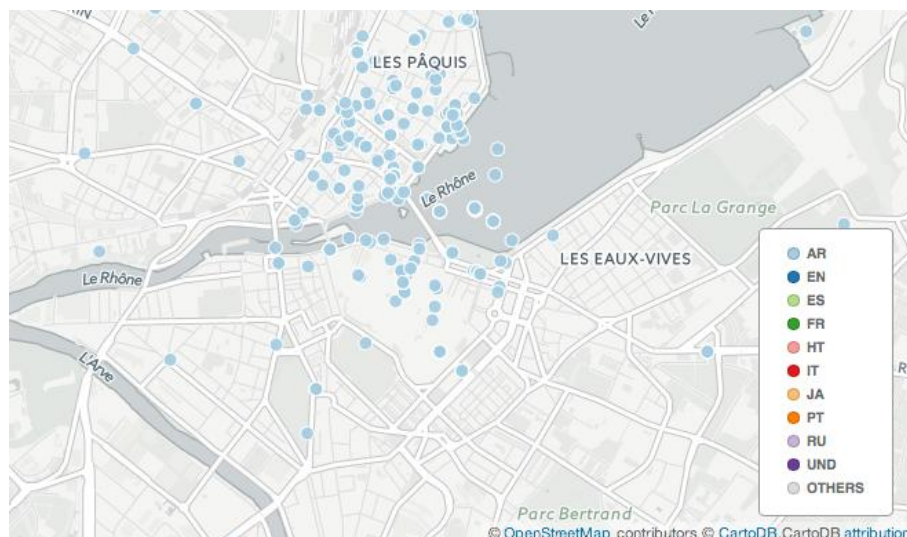 LES PÂQUIS
Le Rhône
Parc La Grange
LES EAUX-VIVES
Le Rhône
L'Arve
Parc Bertrand
AR
EN
ES
FR
HT
IT
JA
PT
RU
UND
OTHERS
© OpenStreetMap contributors © CartoDB,CartoDB attribution